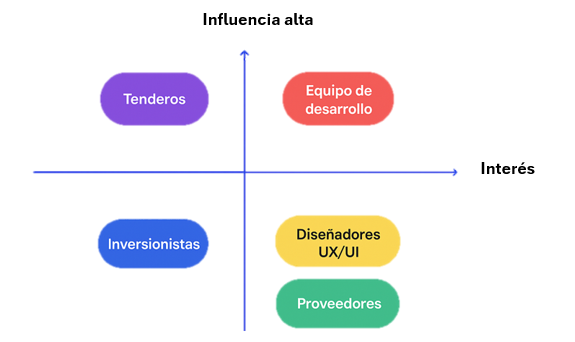 Influencia alta
Tenderos
Equipo de
desarrollo
Interés
Inversionistas
Diseñadores
UX/UI
Proveedores